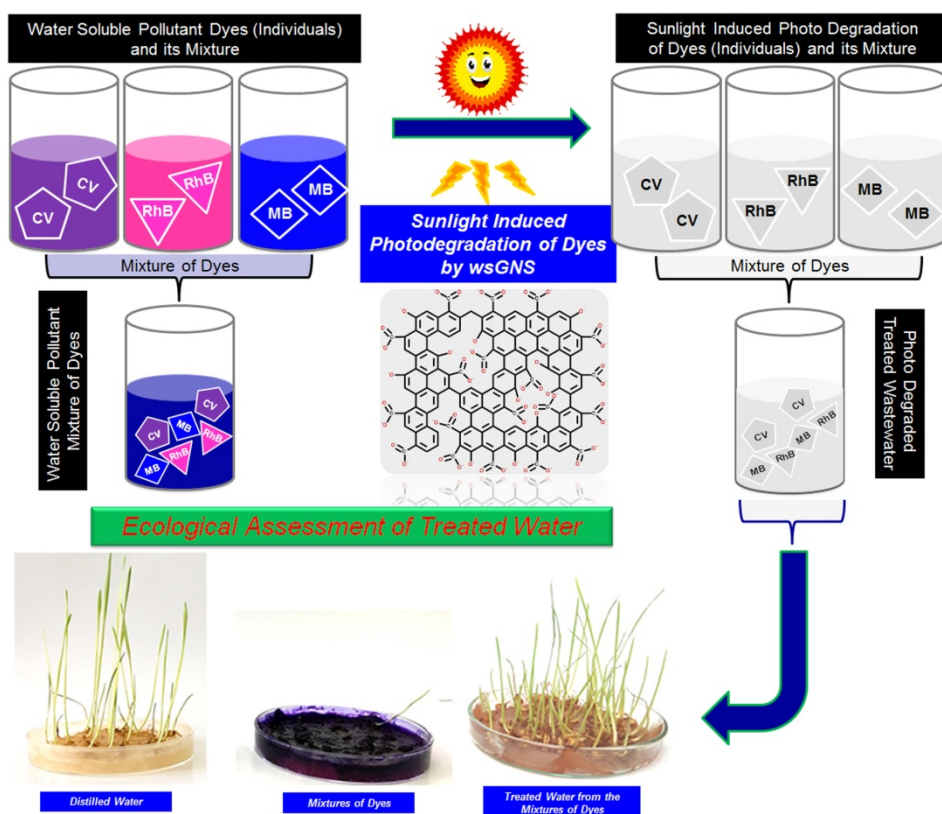 Water Soluble Pollutant Dyes (Individuals)
and its Mixture
Sunlight Induced Photo Degradation
of Dyes (Individuals) and its Mixture
CV
CV
RhB
RhB
MB
MB
Sunlight Induced
Photodegradation of Dyes
by wsGNS
CV
CV
RhB
RhB
MB
MB
Mixture of Dyes
Mixture of Dyes
Water Soluble Pollutant
Mixture of Dyes
CV
CV
MB
RhB
MB
RhB
Photo Degraded
Treated Wastewater
CV
RhB
CV
MB
RhB
MB
Ecological Assessment of Treated Water
Distilled Water
Mixtures of Dyes
Treated Water from the
Mixtures of Dyes